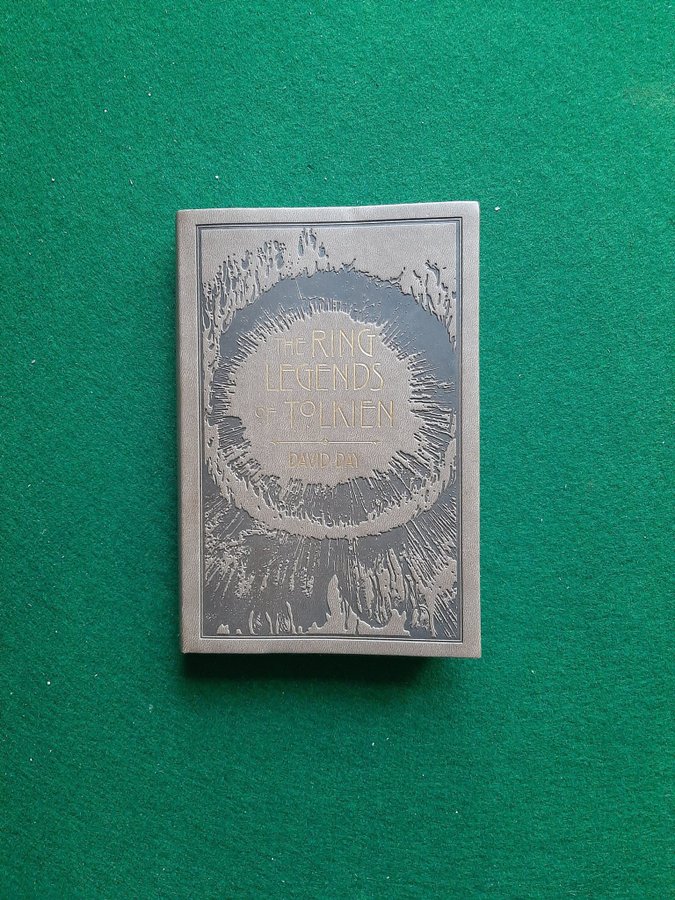 THE RING
LEGENDS
OF TOLKIEN
DAVID DAY